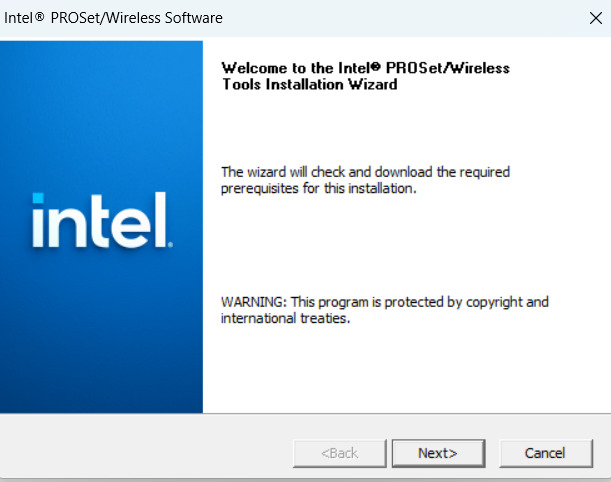 Intel® PROSet/Wireless Software
Welcome to the Intel® PROSet/Wireless
Tools Installation Wizard
The wizard will check and download the required
prerequisites for this installation.
intel.
WARNING: This program is protected by copyright and
international treaties.
<Back
Next>
Cancel